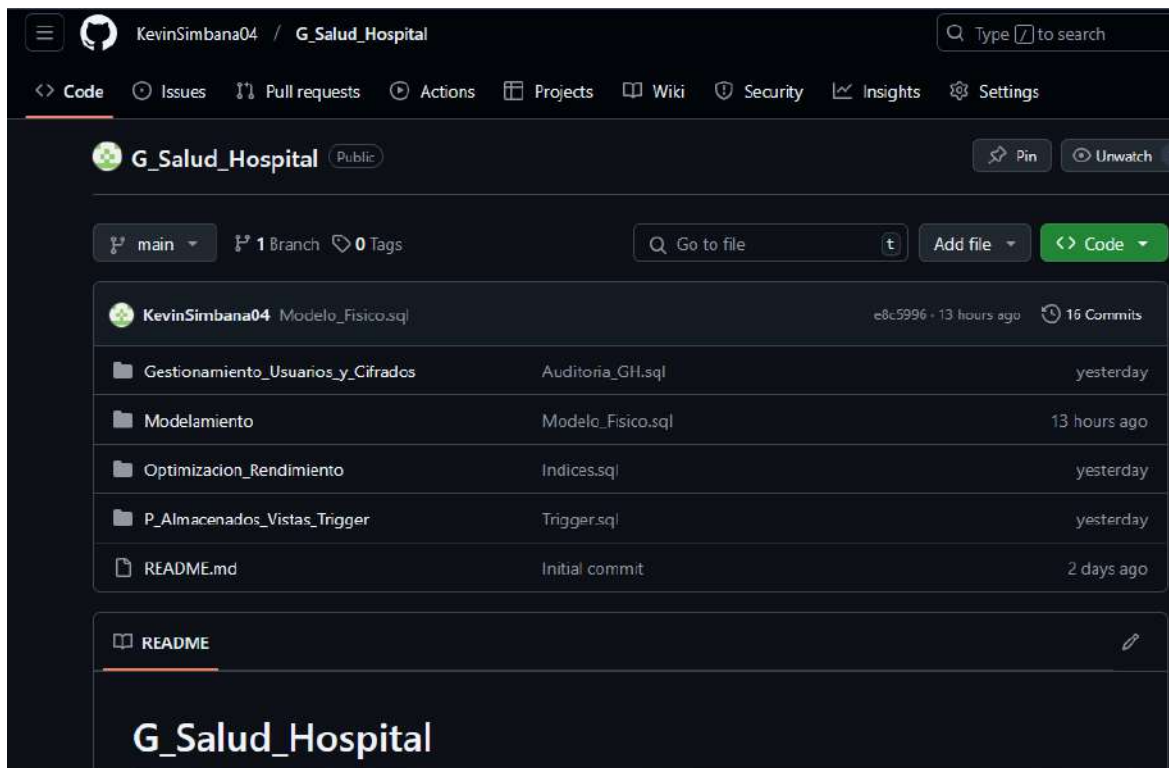 KevinSimbana04 / G_Salud_Hospital Type / to search
Code Issues Pull requests Actions Projects Wiki Security Insights Settings
G_Salud_Hospital Public Pin Unwatch
main 1 Branch 0 Tags Go to file t Add file Code
KevinSimbana04 Modelo_Fisico.sql e8c5996 · 13 hours ago 16 Commits
Gestionamiento_Usuarios_y_Cifrados Auditoria_GH.sql yesterday
Modelamiento Modelo_Fisico.sql 13 hours ago
Optimizacion_Rendimiento Indices.sql yesterday
P_Almacenados_Vistas_Trigger Trigger.sql yesterday
README.md Initial commit 2 days ago
README
G_Salud_Hospital